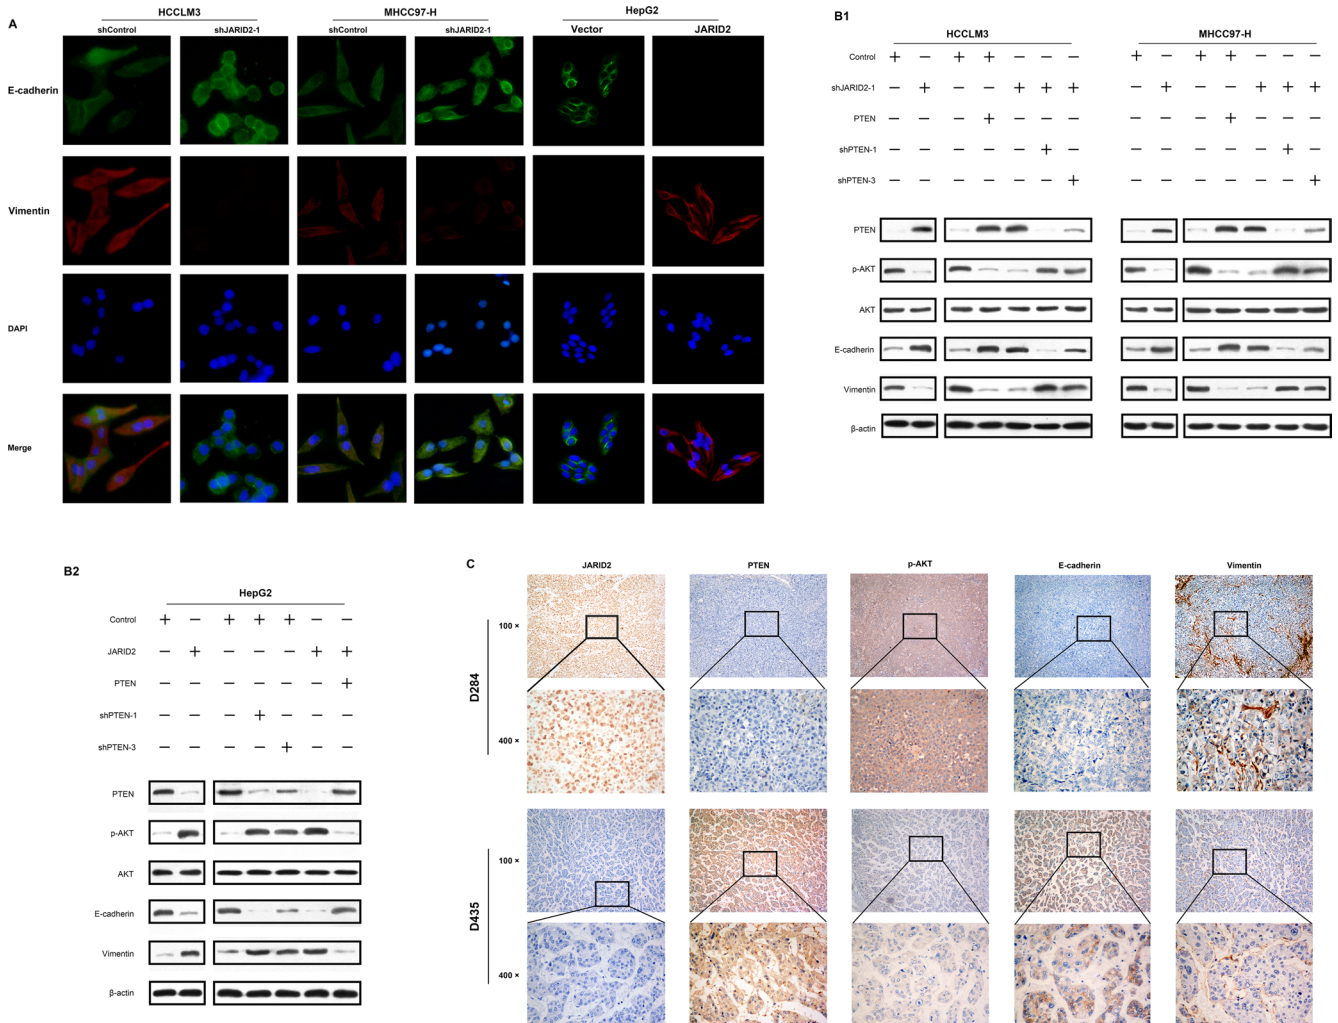 A
HCCLM3 MHCC97-H HepG2
shControl shJARID2-1 shControl shJARID2-1 Vector JARID2
E-cadherin
Vimentin
DAPI
Merge
B1
HCCLM3 MHCC97-H
Control + − + + − − − + − + + − − −
shJARID2-1 − + − − + + + − + − − + + +
PTEN − − − + − − − − − − + − − −
shPTEN-1 − − − − − + − − − − − − + −
shPTEN-3 − − − − − − + − − − − − − +
PTEN
p-AKT
AKT
E-cadherin
Vimentin
β-actin
B2
HepG2
Control + − + + + − −
JARID2 − + − − − + +
PTEN − − − − − − +
shPTEN-1 − − − + − − −
shPTEN-3 − − − − + − −
PTEN
p-AKT
AKT
E-cadherin
Vimentin
β-actin
C
JARID2 PTEN p-AKT E-cadherin Vimentin
D284
100 ×
400 ×
D435
100 ×
400 ×